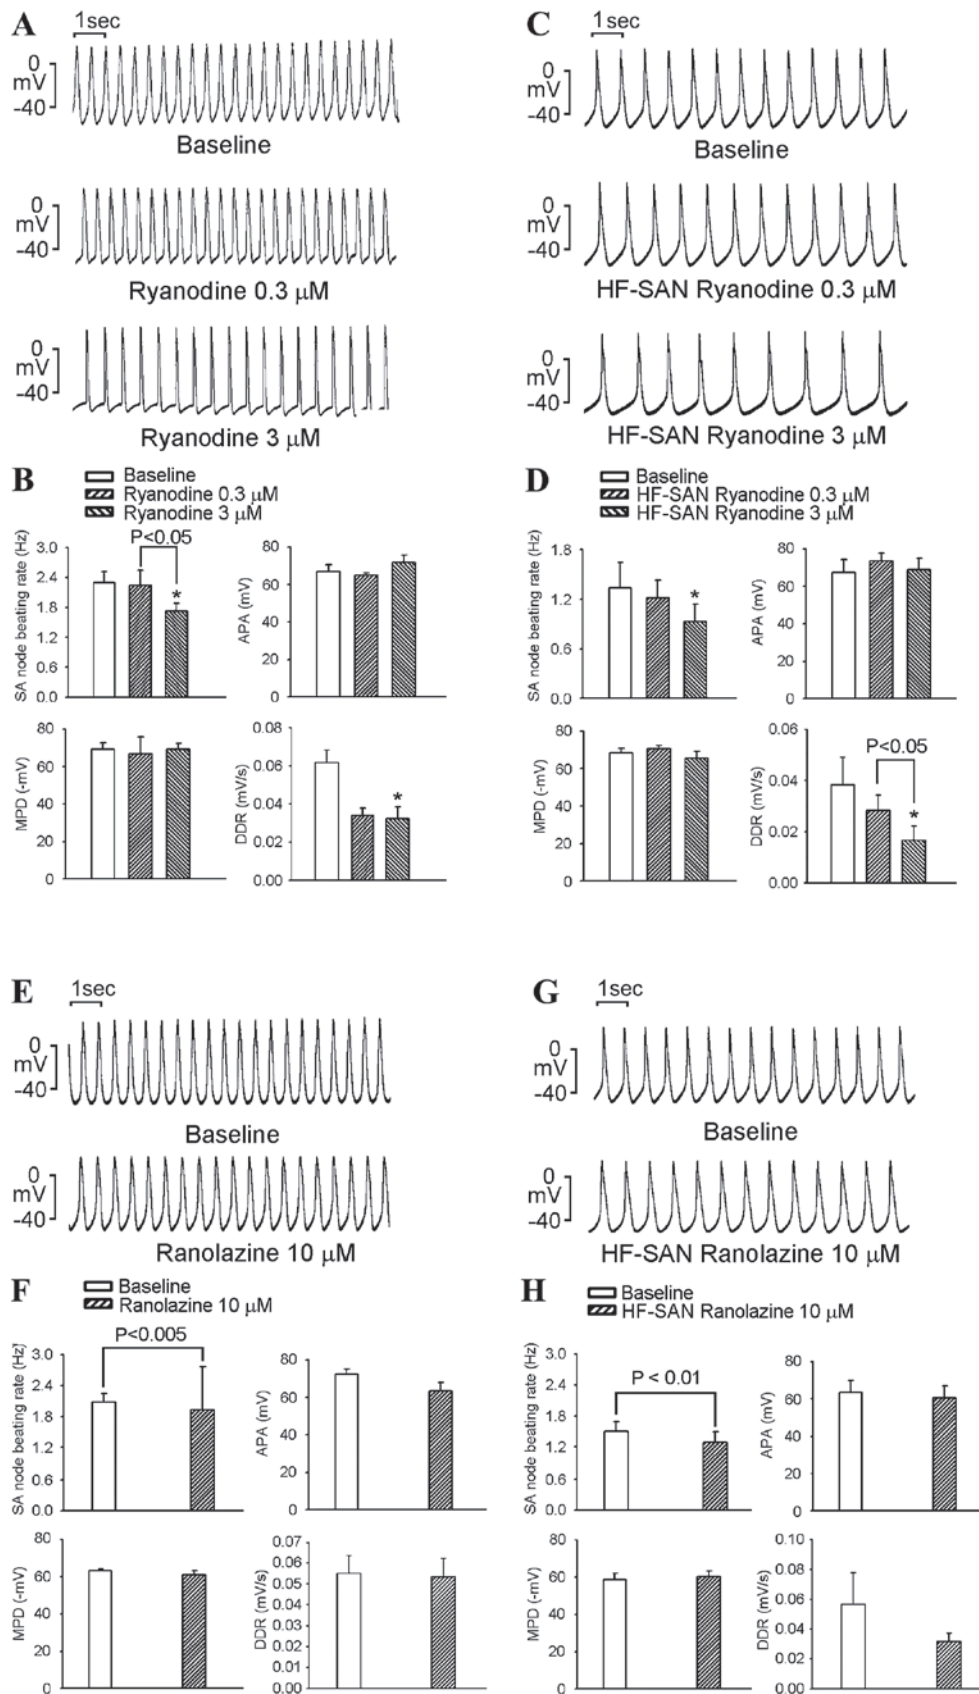 A
1sec
0
mV
-40
Baseline
0
mV
-40
Ryanodine 0.3 μM
0
mV
-40
Ryanodine 3 μM
C
1sec
0
mV
-40
Baseline
0
mV
-40
HF-SAN Ryanodine 0.3 μM
0
mV
-40
HF-SAN Ryanodine 3 μM
B
Baseline
Ryanodine 0.3 μM
Ryanodine 3 μM
SA node beating rate (Hz)
3.0
2.4
1.8
1.2
0.6
0.0
P<0.05
*
APA (mV)
80
60
40
20
0
MPD (-mV)
80
60
40
20
0
DDR (mV/s)
0.08
0.06
0.04
0.02
0.00
*
D
Baseline
HF-SAN Ryanodine 0.3 μM
HF-SAN Ryanodine 3 μM
SA node beating rate (Hz)
1.8
1.2
0.6
0.0
*
APA (mV)
80
60
40
20
0
MPD (-mV)
80
60
40
20
0
DDR (mV/s)
0.06
0.04
0.02
0.00
P<0.05
*
E
1sec
0
mV
-40
Baseline
0
mV
-40
Ranolazine 10 μM
G
1sec
0
mV
-40
Baseline
0
mV
-40
HF-SAN Ranolazine 10 μM
F
Baseline
Ranolazine 10 μM
SA node beating rate (Hz)
3.0
2.4
1.8
1.2
0.6
0.0
P<0.005
APA (mV)
80
60
40
20
0
MPD (-mV)
80
60
40
20
0
DDR (mV/s)
0.07
0.06
0.05
0.04
0.03
0.02
0.01
0.00
H
Baseline
HF-SAN Ranolazine 10 μM
SA node beating rate (Hz)
3.0
2.4
1.8
1.2
0.6
0.0
P < 0.01
APA (mV)
80
60
40
20
0
MPD (-mV)
80
60
40
20
0
DDR (mV/s)
0.10
0.08
0.06
0.04
0.02
0.00